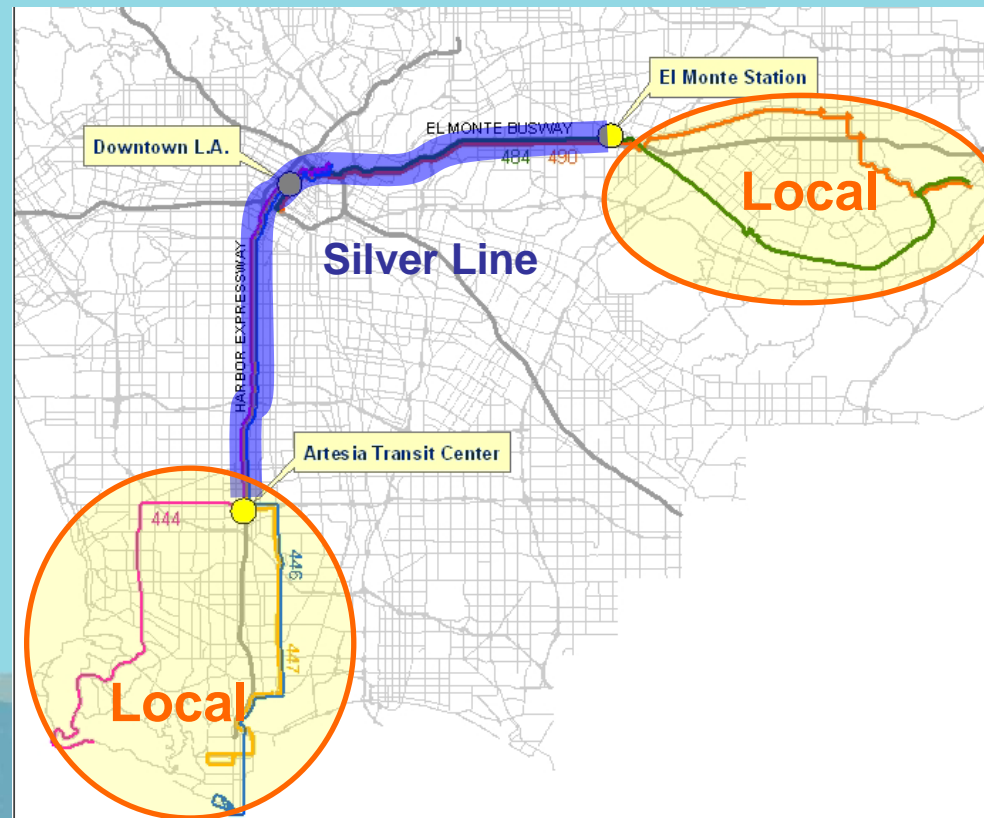 El Monte Station
EL MONTE BUSWAY
Downtown L.A.
484 490
Local
Silver Line
HARBOR EXPRESSWAY
Artesia Transit Center
444
446
447
Local